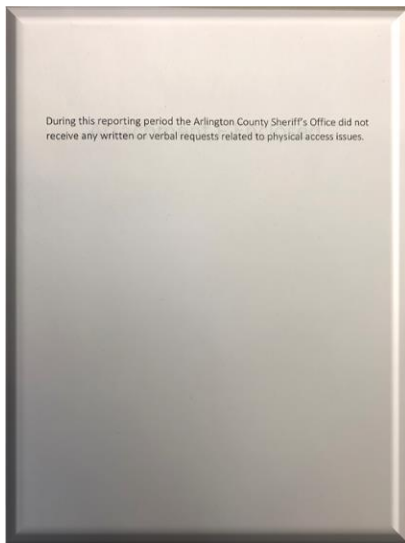 During this reporting period the Arlington County Sheriff's Office did not
receive any written or verbal requests related to physical access issues.